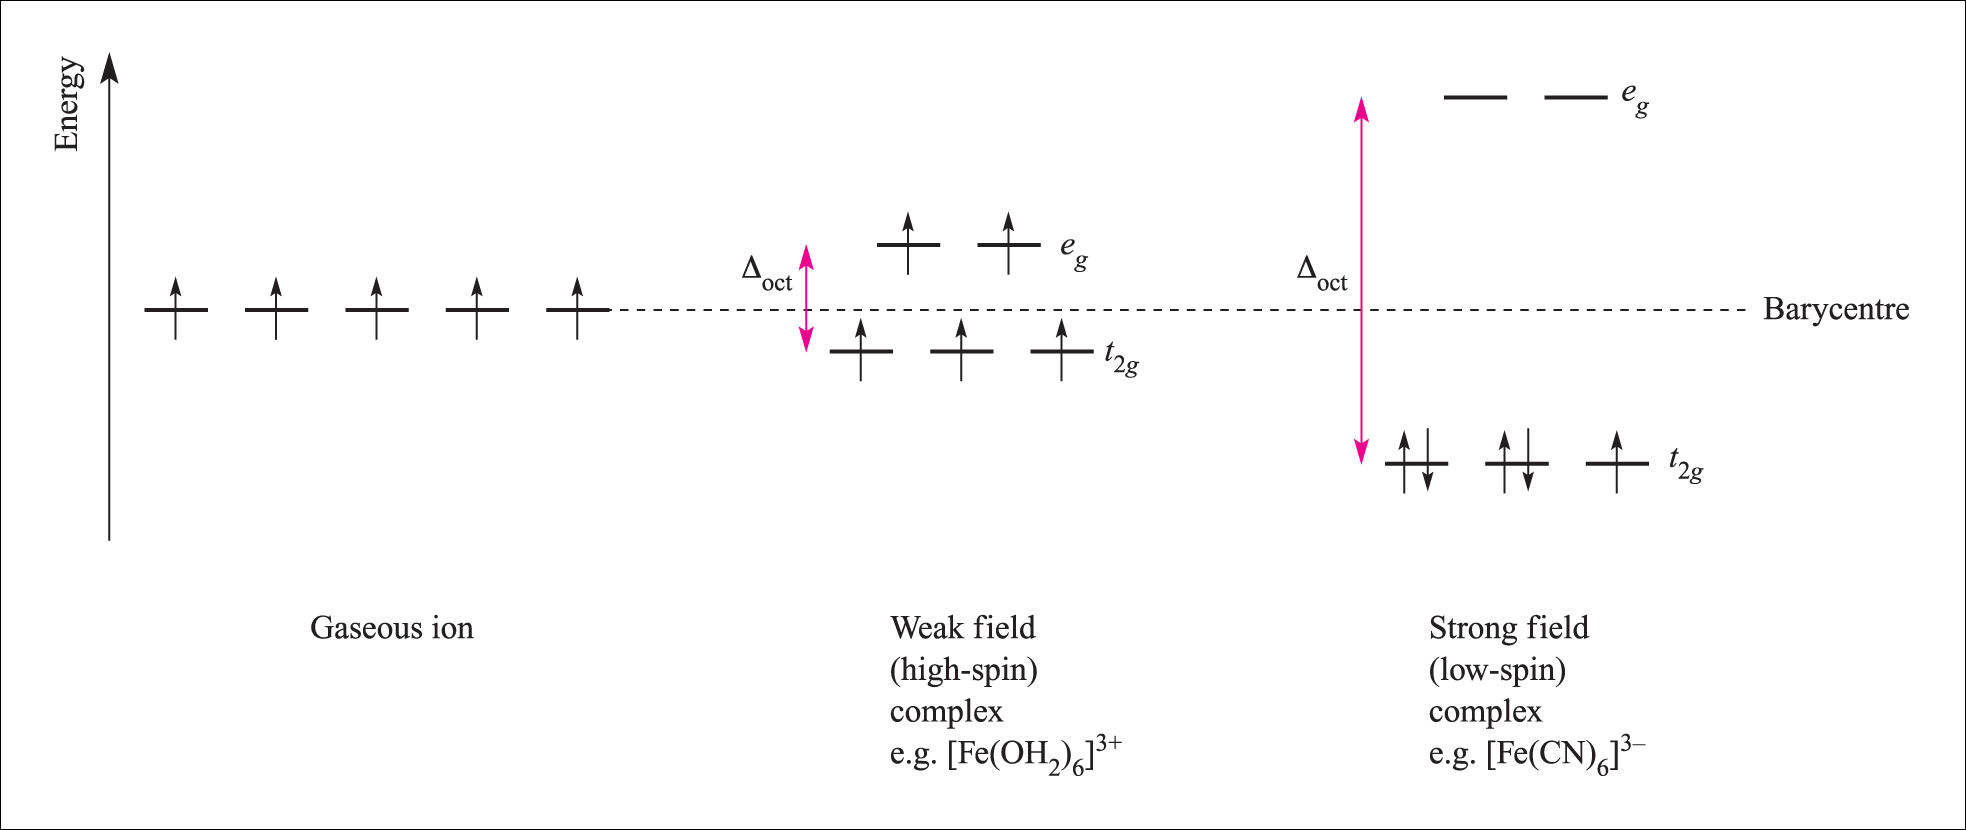 Energy
e_g
Δ_oct
e_g
Δ_oct
Barycentre
t_2g
t_2g
Gaseous ion
Weak field
(high-spin)
complex
e.g. [Fe(OH₂)₆]³⁺
Strong field
(low-spin)
complex
e.g. [Fe(CN)₆]³⁻